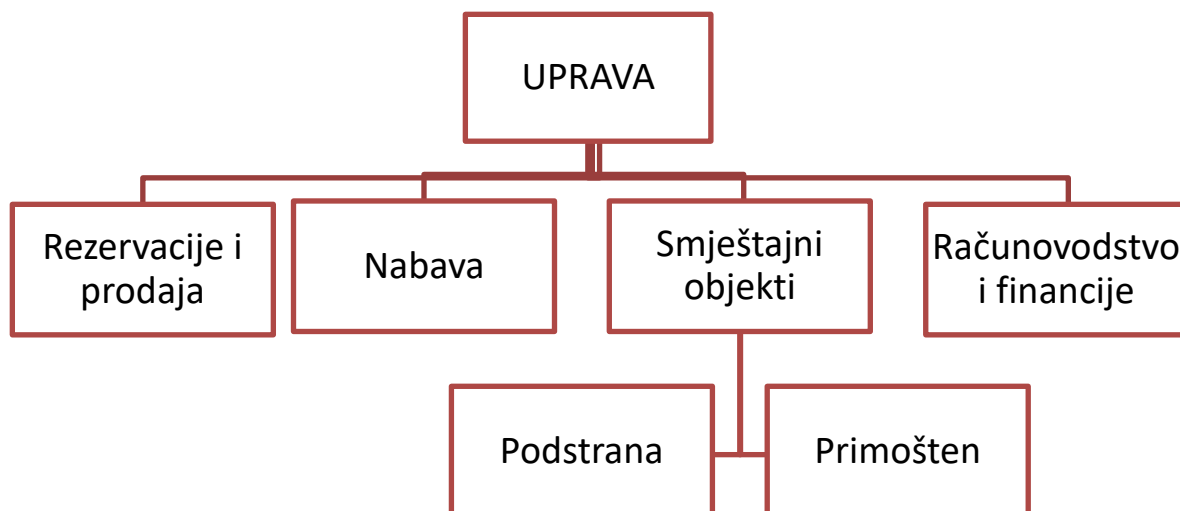 UPRAVA
Rezervacije i
prodaja
Nabava
Smještajni
objekti
Računovodstvo
i financije
Podstrana
Primošten